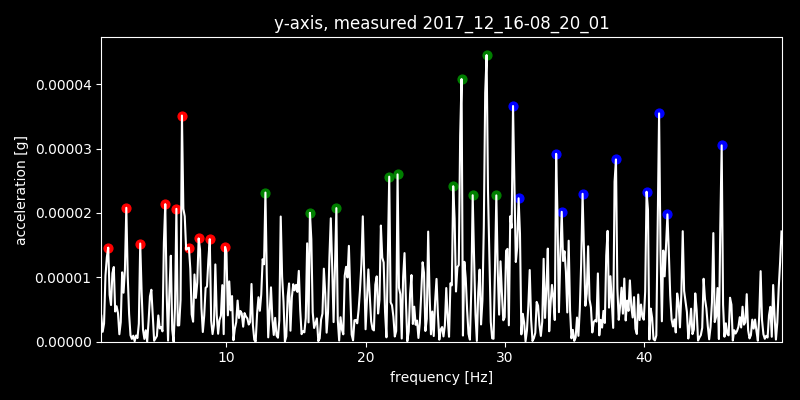 y-axis, measured 2017_12_16-08_20_01
0.00004
0.00003
0.00002
0.00001
0.00000
acceleration [g]
10 20 30 40
frequency [Hz]